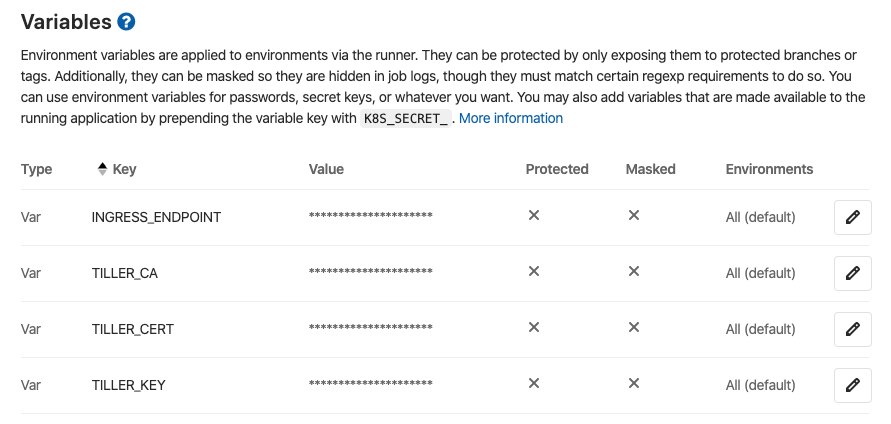 Variables ?
Environment variables are applied to environments via the runner. They can be protected by only exposing them to protected branches or
tags. Additionally, they can be masked so they are hidden in job logs, though they must match certain regexp requirements to do so. You
can use environment variables for passwords, secret keys, or whatever you want. You may also add variables that are made available to the
running application by prepending the variable key with K8S_SECRET_. More information
Type Key Value Protected Masked Environments
Var INGRESS_ENDPOINT ********************* All (default)
Var TILLER_CA ********************* All (default)
Var TILLER_CERT ********************* All (default)
Var TILLER_KEY ********************* All (default)